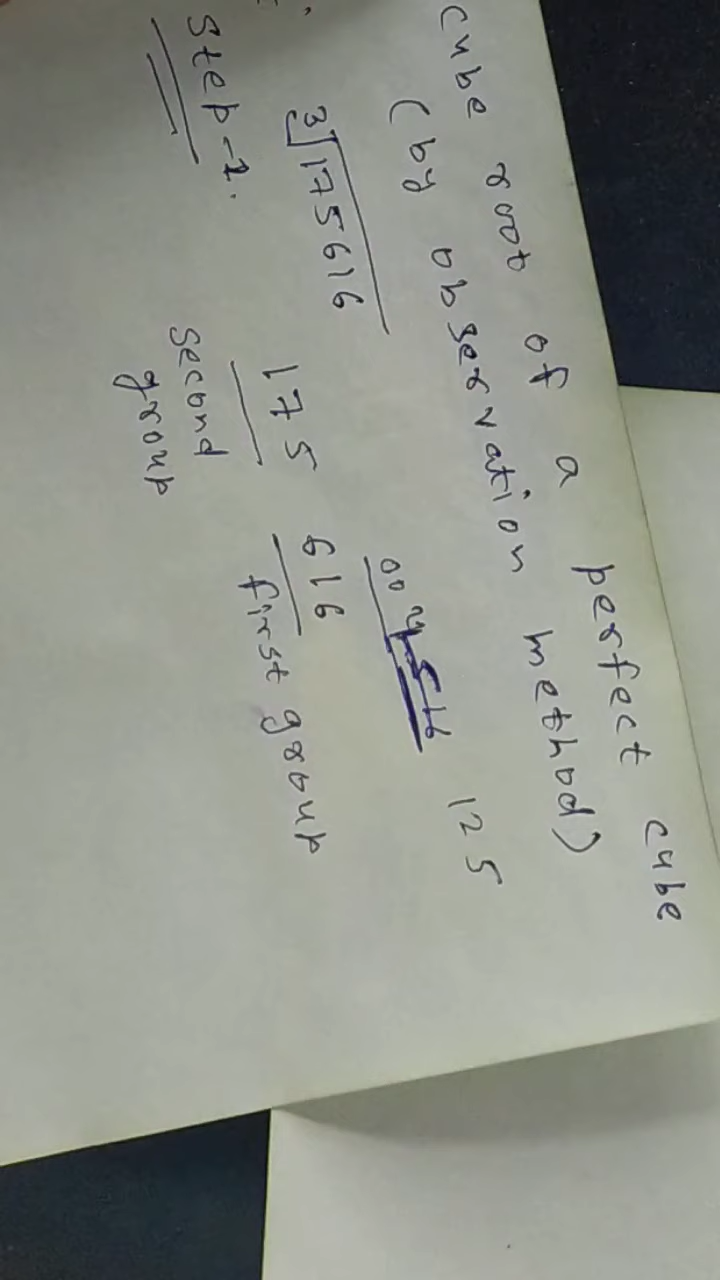 cube root of a perfect cube
(by observation method)
125
∛175616
175 616
second group
first group
Step-1.